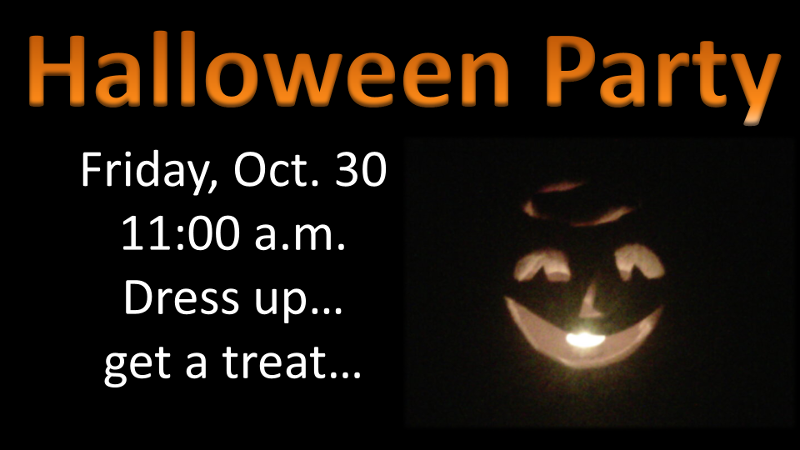 Halloween Party
Friday, Oct. 30
11:00 a.m.
Dress up...
get a treat...